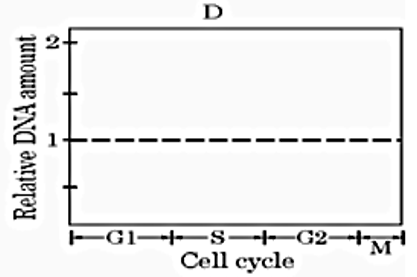 D
Relative DNA amount
2
1
G1 S G2 M
Cell cycle